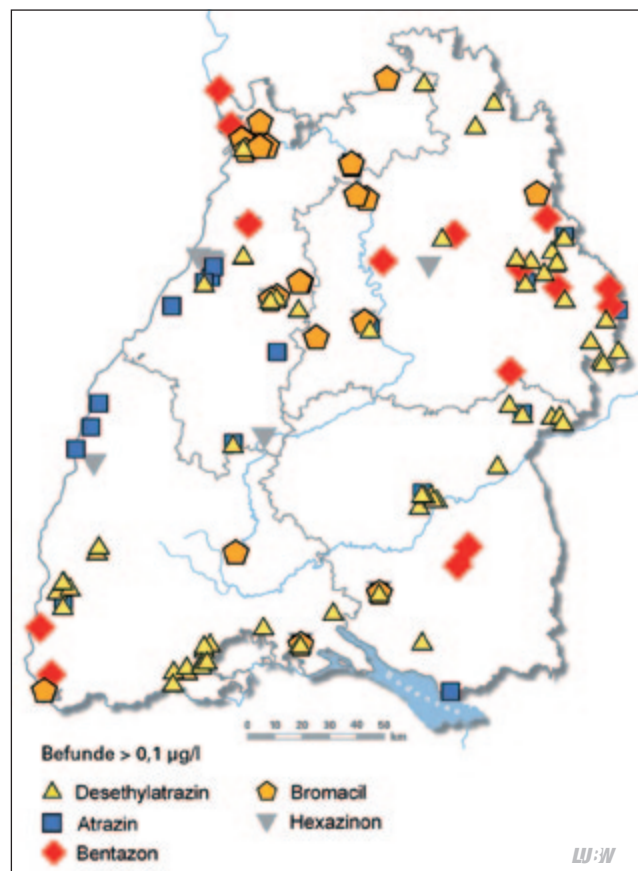 0 10 20 30 40 50
km
Befunde > 0,1 µg/l
Desethylatrazin
Bromacil
Atrazin
Hexazinon
Bentazon
LUBW